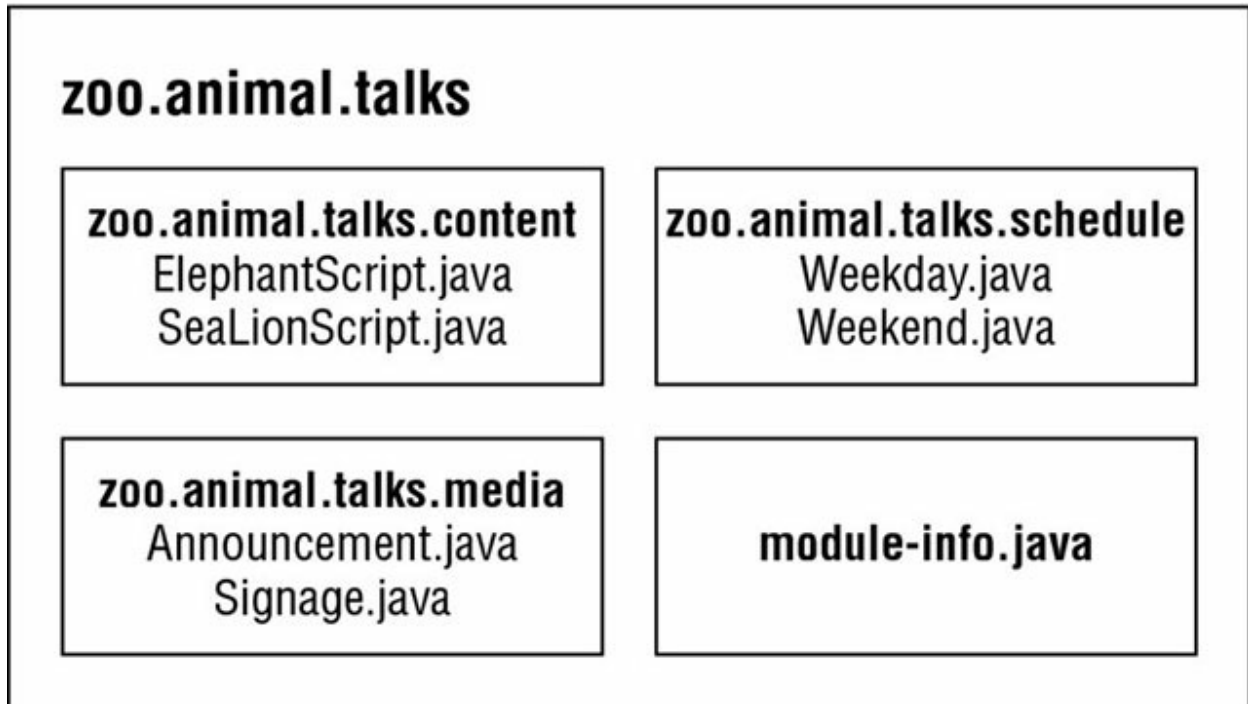 zoo.animal.talks
zoo.animal.talks.content
ElephantScript.java
SeaLionScript.java
zoo.animal.talks.schedule
Weekday.java
Weekend.java
zoo.animal.talks.media
Announcement.java
Signage.java
module-info.java